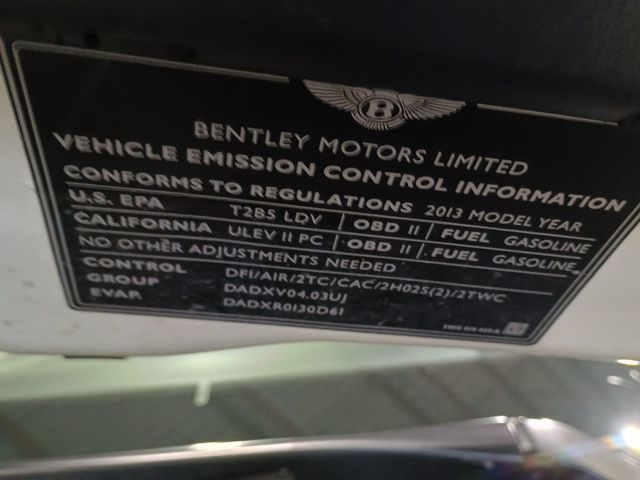 B
BENTLEY MOTORS LIMITED
VEHICLE EMISSION CONTROL INFORMATION
CONFORMS TO REGULATIONS 2013 MODEL YEAR
U.S. EPA T2B5 LDV OBD II FUEL GASOLINE
CALIFORNIA ULEV II PC OBD II FUEL GASOLINE
NO OTHER ADJUSTMENTS NEEDED
CONTROL DFI/AIR/2TC/CAC/2HO2S(2)/2TWC
GROUP DADXV04.03UJ
EVAP. DADXR0130D61